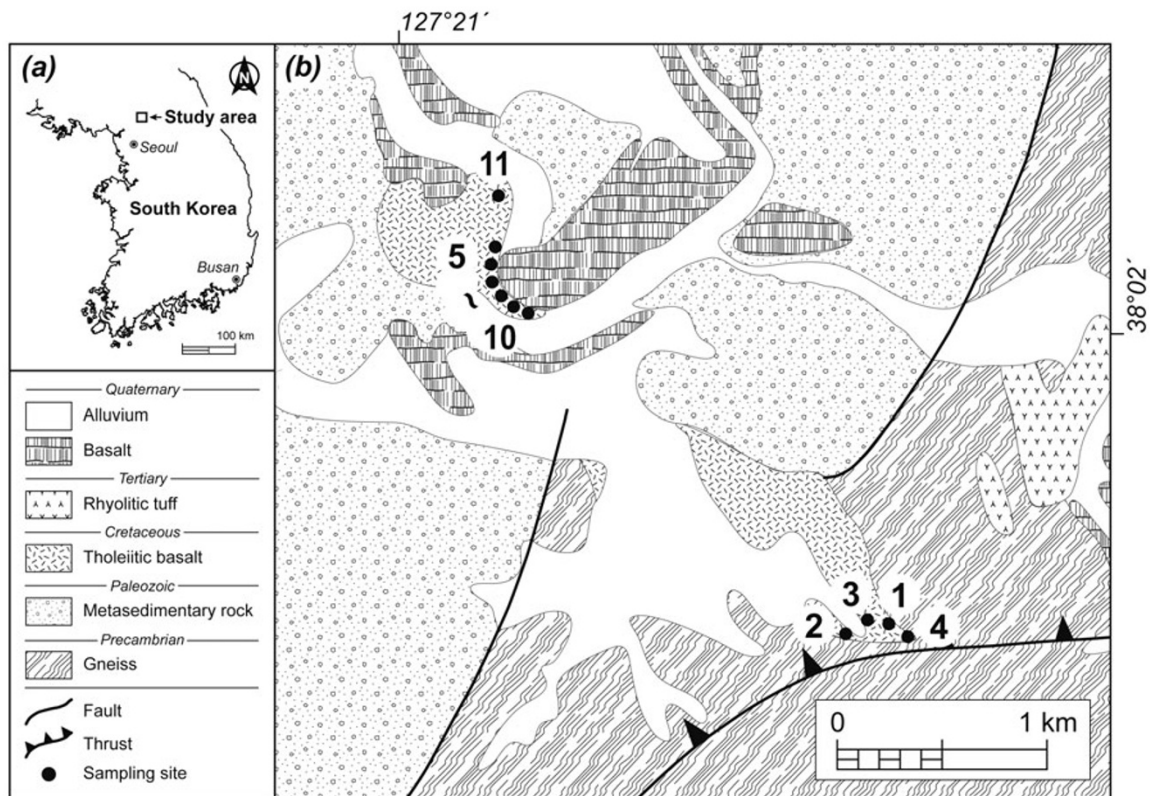 127°21´
(a)
N
Study area
Seoul
South Korea
Busan
100 km
Quaternary
Alluvium
Basalt
Tertiary
Rhyolitic tuff
Cretaceous
Tholeiitic basalt
Paleozoic
Metasedimentary rock
Precambrian
Gneiss
Fault
Thrust
Sampling site
(b)
11
5
~
10
38°02´
3 1
2 4
0 1 km